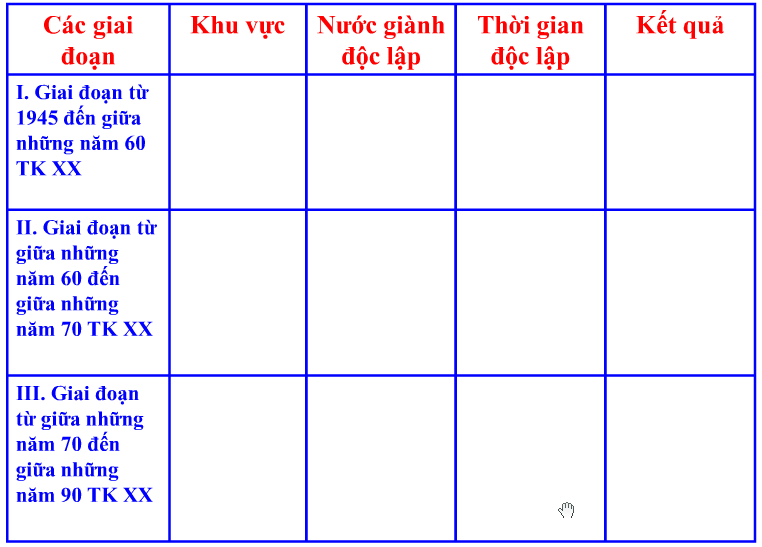 Các giai
đoạn
Khu vực
Nước giành
độc lập
Thời gian
độc lập
Kết quả
I. Giai đoạn từ
1945 đến giữa
những năm 60
TK XX
II. Giai đoạn từ
giữa những
năm 60 đến
giữa những
năm 70 TK XX
III. Giai đoạn
từ giữa những
năm 70 đến
giữa những
năm 90 TK XX